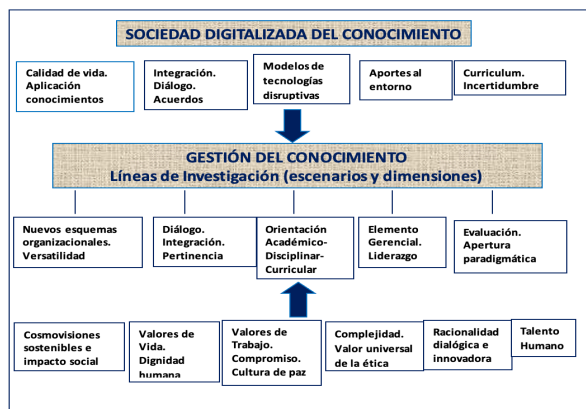 SOCIEDAD DIGITALIZADA DEL CONOCIMIENTO
Calidad de vida.
Aplicación
conocimientos
Integración.
Diálogo.
Acuerdos
Modelos de
tecnologías
disruptivas
Aportes al
entorno
Curriculum.
Incertidumbre
GESTIÓN DEL CONOCIMIENTO
Líneas de Investigación (escenarios y dimensiones)
Nuevos esquemas
organizacionales.
Versatilidad
Diálogo.
Integración.
Pertinencia
Orientación
Académico-
Disciplinar-
Curricular
Elemento
Gerencial.
Liderazgo
Evaluación.
Apertura
paradigmática
Cosmovisiones
sostenibles e
impacto social
Valores de
Vida.
Dignidad
humana
Valores de
Trabajo.
Compromiso.
Cultura de paz
Complejidad.
Valor universal
de la ética
Racionalidad
dialógica e
innovadora
Talento
Humano